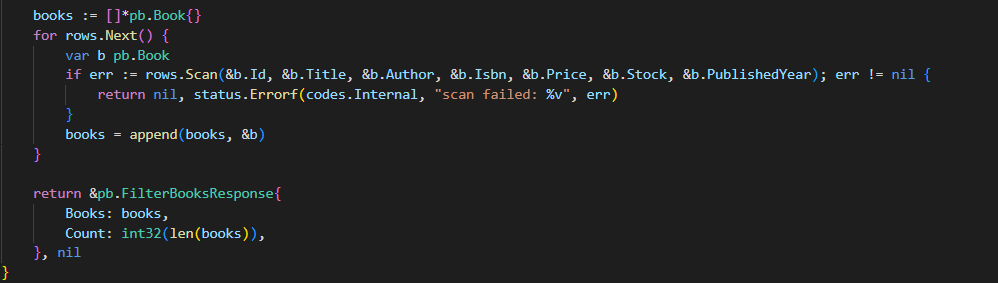 books := []*pb.Book{}
for rows.Next() {
var b pb.Book
if err := rows.Scan(&b.Id, &b.Title, &b.Author, &b.Isbn, &b.Price, &b.Stock, &b.PublishedYear); err != nil {
return nil, status.Errorf(codes.Internal, "scan failed: %v", err)
}
books = append(books, &b)
}
return &pb.FilterBooksResponse{
Books: books,
Count: int32(len(books)),
}, nil
}